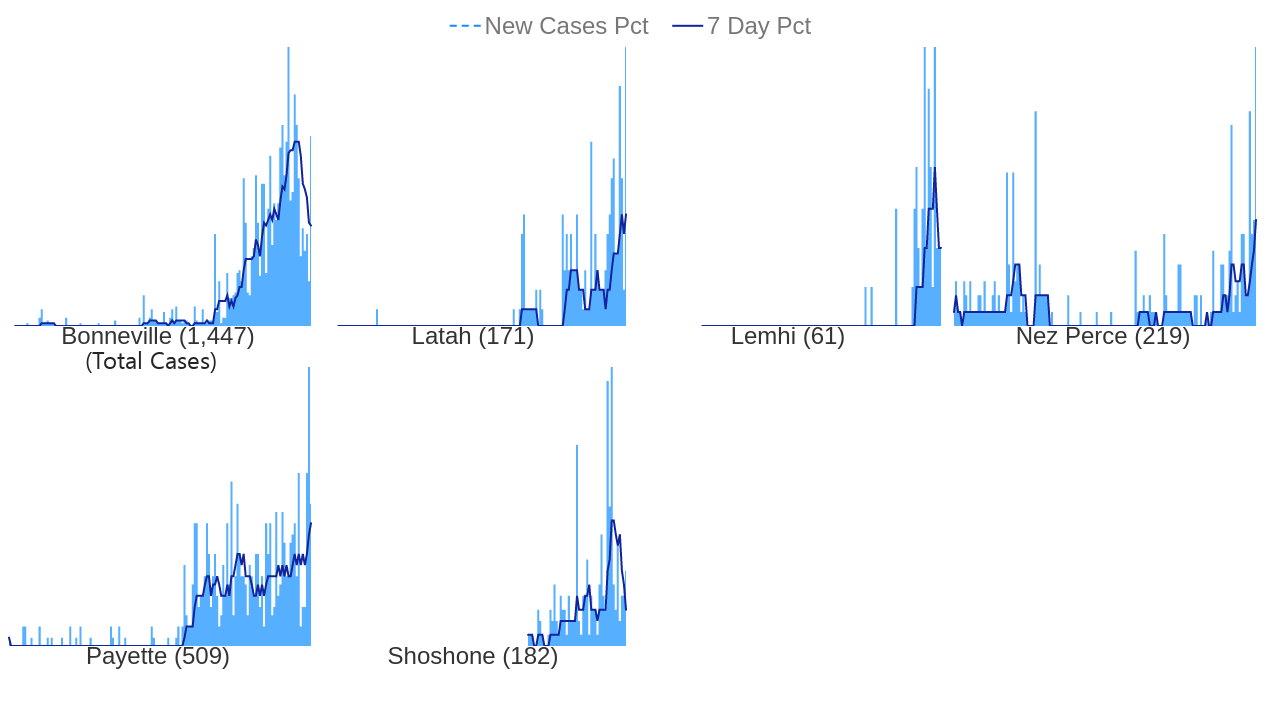 New Cases Pct 7 Day Pct
Bonneville (1,447) Latah (171) Lemhi (61) Nez Perce (219)
(Total Cases)
Payette (509) Shoshone (182)